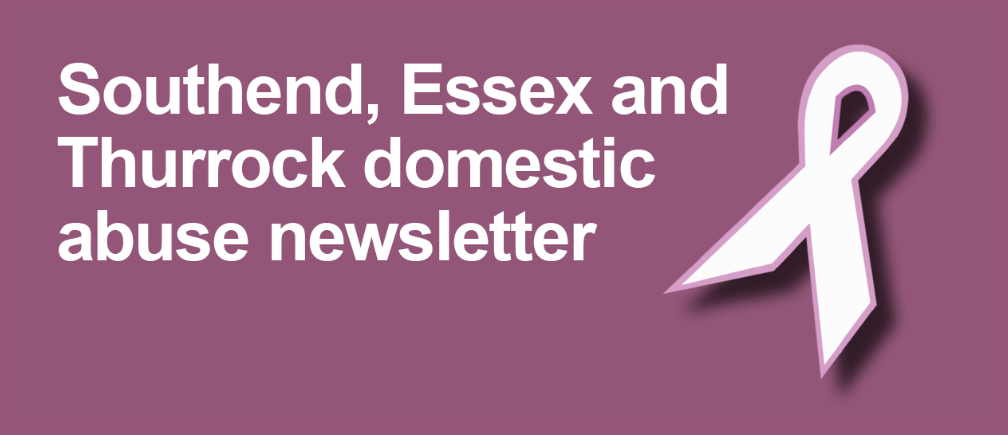 Southend, Essex and
Thurrock domestic
abuse newsletter